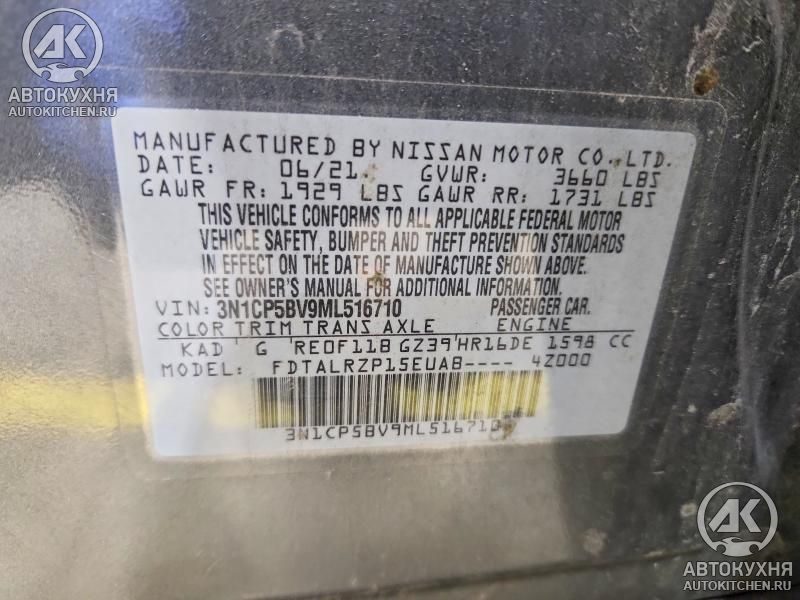 АВТОКУХНЯ
AUTOKITCHEN.RU
MANUFACTURED BY NISSAN MOTOR CO., LTD.
DATE: 06/21 GVWR: 3660 LBS
GAWR FR: 1929 LBS GAWR RR: 1731 LBS
THIS VEHICLE CONFORMS TO ALL APPLICABLE FEDERAL MOTOR
VEHICLE SAFETY, BUMPER AND THEFT PREVENTION STANDARDS
IN EFFECT ON THE DATE OF MANUFACTURE SHOWN ABOVE.
SEE OWNER'S MANUAL FOR ADDITIONAL INFORMATION.
VIN: 3N1CP5BV9ML516710 PASSENGER CAR.
COLOR TRIM TRANS AXLE ENGINE
KAD G RE0F11B GZ39 HR16DE 1598 CC
MODEL: FDTALRZP15EUAB---- 4Z000
3N1CP5BV9ML516710
АК
АВТОКУХНЯ
AUTOKITCHEN.RU